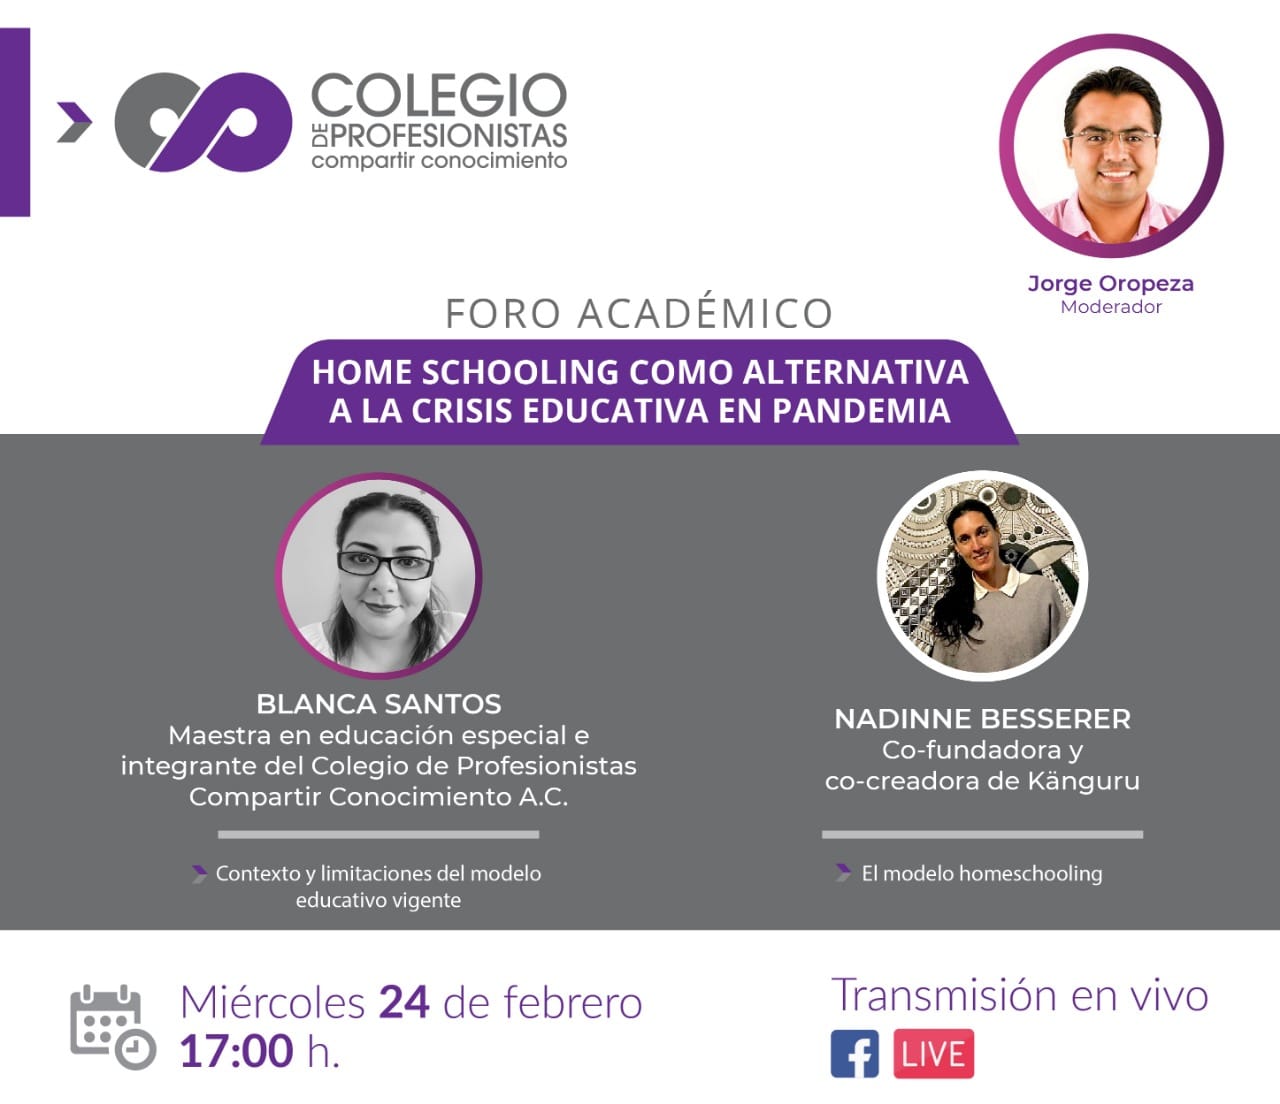 COLEGIO
DE PROFESIONISTAS
compartir conocimiento
Jorge Oropeza
Moderador
FORO ACADÉMICO
HOME SCHOOLING COMO ALTERNATIVA
A LA CRISIS EDUCATIVA EN PANDEMIA
BLANCA SANTOS
Maestra en educación especial e
integrante del Colegio de Profesionistas
Compartir Conocimiento A.C.
Contexto y limitaciones del modelo
educativo vigente
NADINNE BESSERER
Co-fundadora y
co-creadora de Känguru
El modelo homeschooling
Miércoles 24 de febrero
17:00 h.
Transmisión en vivo
f LIVE